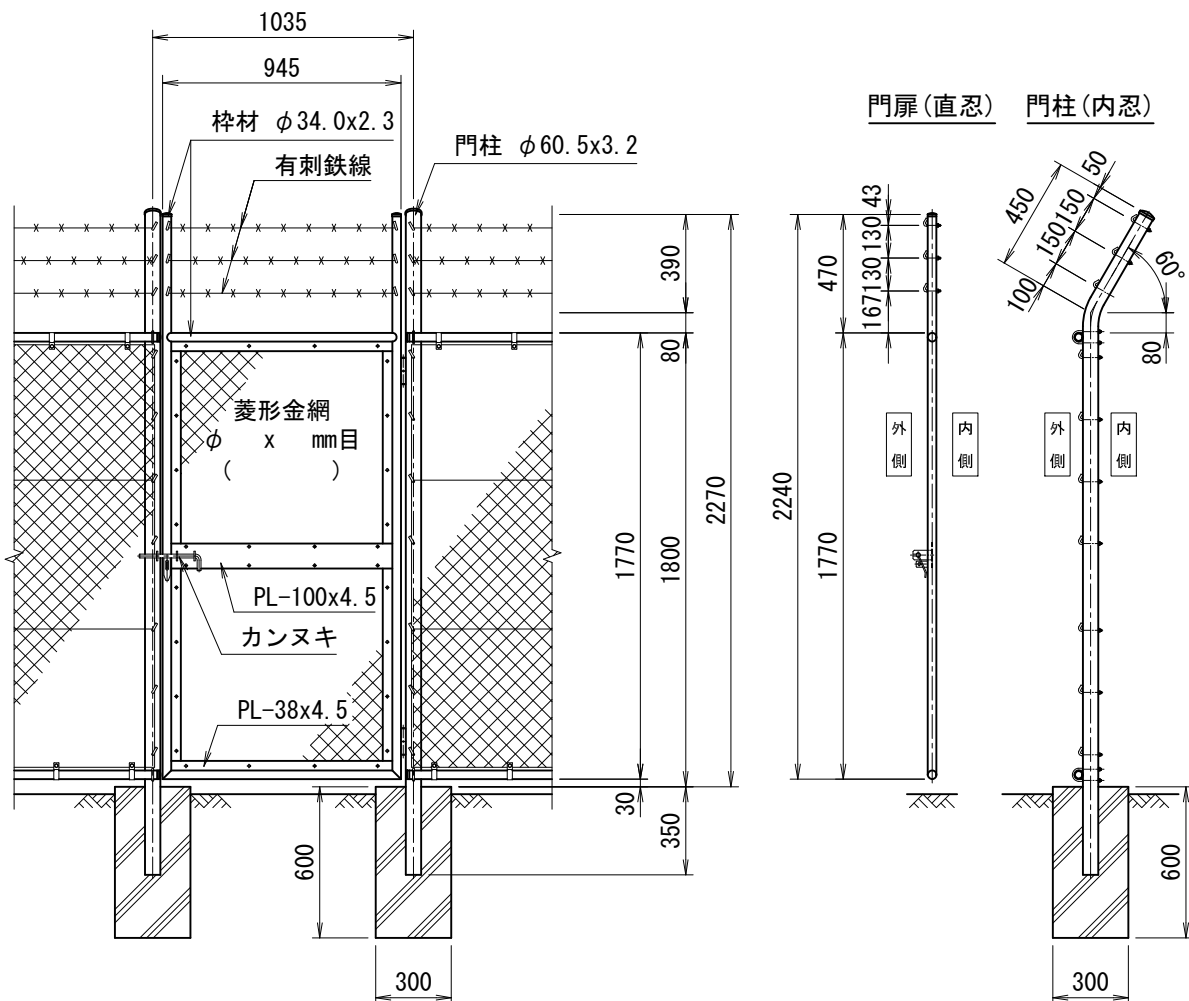 1035
945
枠材 φ34.0x2.3
有刺鉄線
門柱 φ60.5x3.2
菱形金網
φ　x　mm目
(　　　)
PL-100x4.5
カンヌキ
PL-38x4.5
390
80
1770
1800
2270
30
350
600
300
門扉(直忍)
43
130
130
167
470
1770
2240
外側
内側
門柱(内忍)
50
150
150
100
450
60°
80
外側
内側
600
300